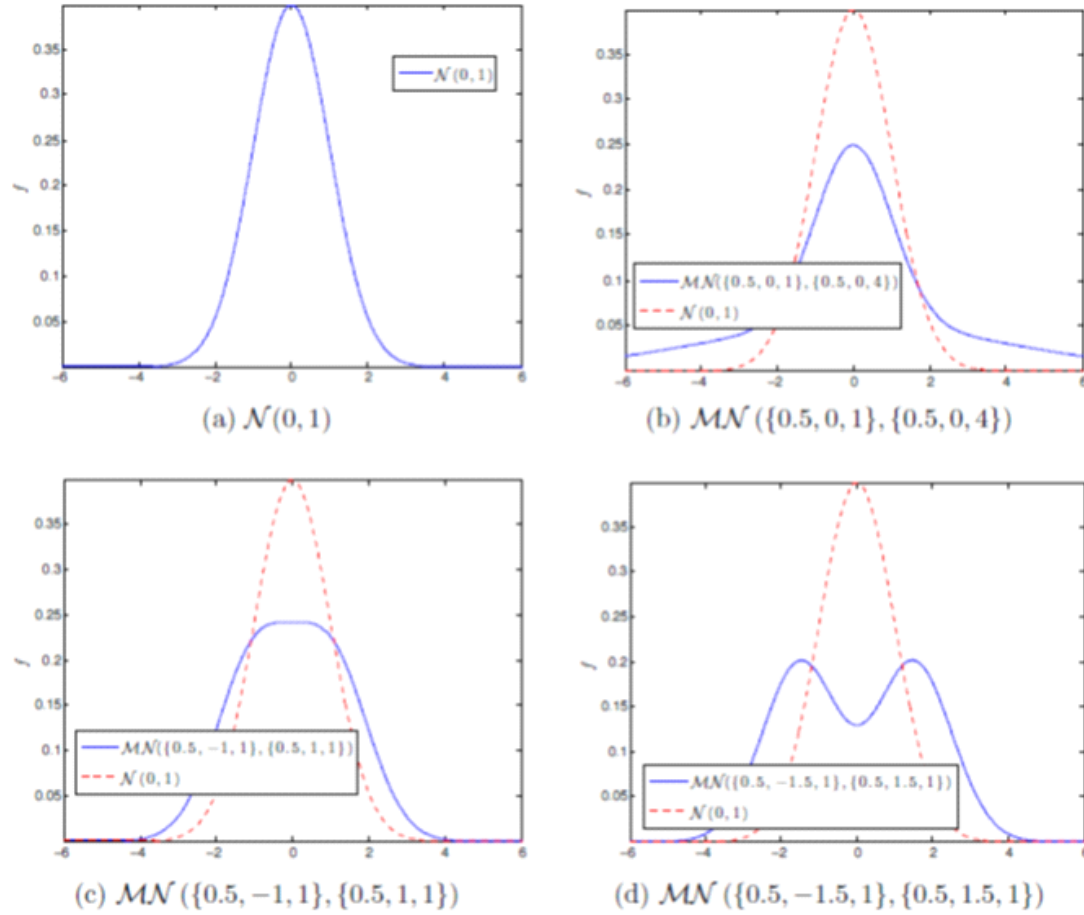 0.35
0.3
0.25
0.2
0.15
0.1
0.05
f
N(0, 1)
−6 −4 −2 0 2 4 6
(a) N(0, 1)
0.35
0.3
0.25
0.2
0.15
0.1
0.05
f
MN({0.5, 0, 1}, {0.5, 0, 4})
N(0, 1)
−6 −4 −2 0 2 4 6
(b) MN ({0.5, 0, 1}, {0.5, 0, 4})
0.35
0.3
0.25
0.2
0.15
0.1
0.05
f
MN({0.5, −1, 1}, {0.5, 1, 1})
N(0, 1)
−6 −4 −2 0 2 4 6
(c) MN ({0.5, −1, 1}, {0.5, 1, 1})
0.35
0.3
0.25
0.2
0.15
0.1
0.05
f
MN({0.5, −1.5, 1}, {0.5, 1.5, 1})
N(0, 1)
−6 −4 −2 0 2 4 6
(d) MN ({0.5, −1.5, 1}, {0.5, 1.5, 1})